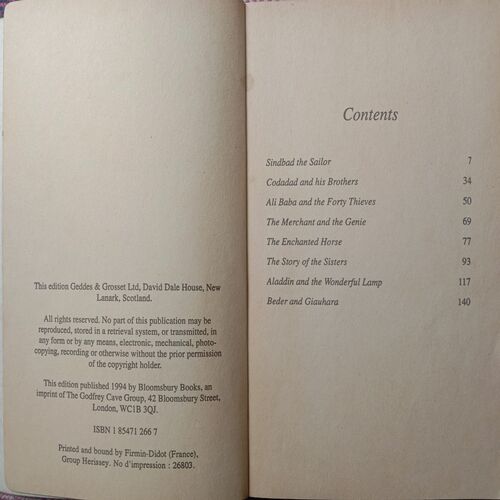 This edition Geddes & Grosset Ltd, David Dale House, New
Lanark, Scotland.
All rights reserved. No part of this publication may be
reproduced, stored in a retrieval system, or transmitted, in
any form or by any means, electronic, mechanical, photo-
copying, recording or otherwise without the prior permission
of the copyright holder.
This edition published 1994 by Bloomsbury Books, an
imprint of The Godfrey Cave Group, 42 Bloomsbury Street,
London, WC1B 3QJ.
ISBN 1 85471 266 7
Printed and bound by Firmin-Didot (France),
Group Herissey. No d'impression : 26803.
Contents
Sindbad the Sailor 7
Codadad and his Brothers 34
Ali Baba and the Forty Thieves 50
The Merchant and the Genie 69
The Enchanted Horse 77
The Story of the Sisters 93
Aladdin and the Wonderful Lamp 117
Beder and Giauhara 140